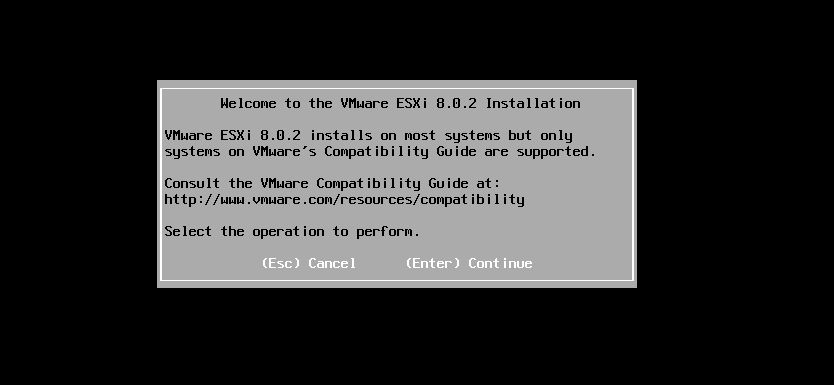 Welcome to the VMware ESXi 8.0.2 Installation
VMware ESXi 8.0.2 installs on most systems but only
systems on VMware's Compatibility Guide are supported.
Consult the VMware Compatibility Guide at:
http://www.vmware.com/resources/compatibility
Select the operation to perform.
(Esc) Cancel (Enter) Continue